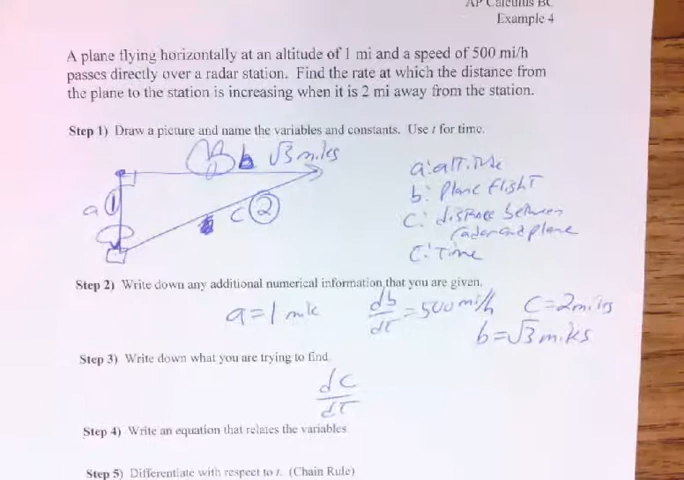 AP Calculus BC
Example 4
A plane flying horizontally at an altitude of 1 mi and a speed of 500 mi/h
passes directly over a radar station. Find the rate at which the distance from
the plane to the station is increasing when it is 2 mi away from the station.
Step 1) Draw a picture and name the variables and constants. Use t for time.
b √3 miles
a 1
c 2
a: altitude
b: Plane flight
c: distance between
radar and plane
t: Time
Step 2) Write down any additional numerical information that you are given.
a=1 mile db/dt = 500 mi/h c=2 miles
b=√3 miles
Step 3) Write down what you are trying to find.
dc/dt
Step 4) Write an equation that relates the variables
Step 5) Differentiate with respect to t. (Chain Rule)